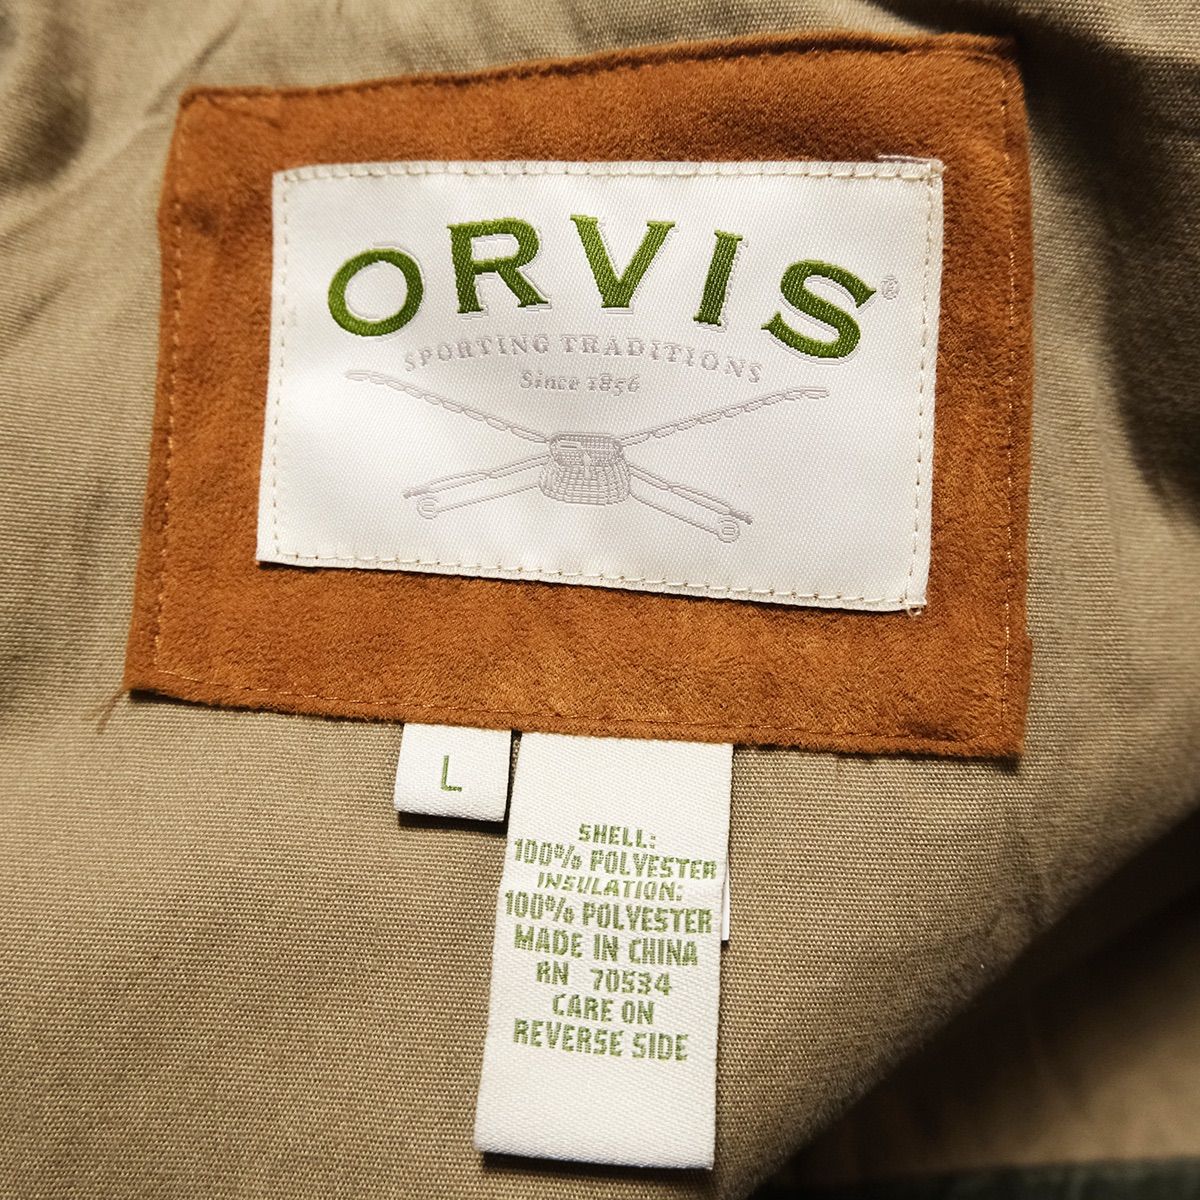 ORVIS®
SPORTING TRADITIONS
Since 1856
L
SHELL:
100% POLYESTER
INSULATION:
100% POLYESTER
MADE IN CHINA
RN 70534
CARE ON
REVERSE SIDE